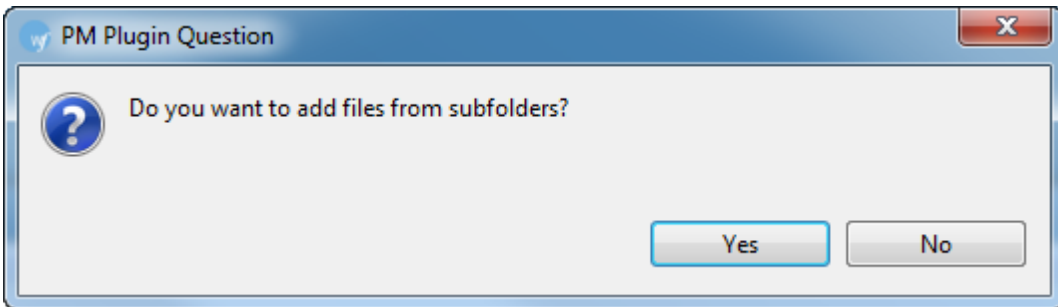 PM Plugin Question
Do you want to add files from subfolders?
Yes
No